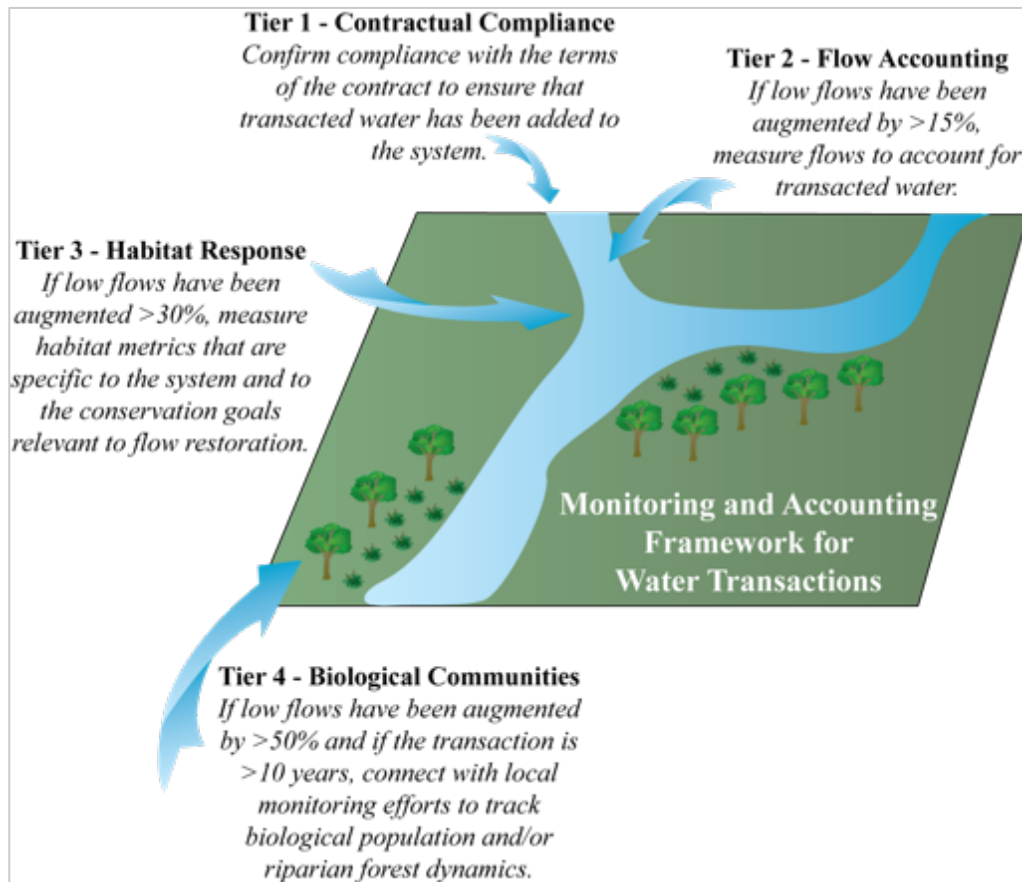 Tier 1 - Contractual Compliance
Confirm compliance with the terms
of the contract to ensure that
transacted water has been added to
the system.
Tier 2 - Flow Accounting
If low flows have been
augmented by >15%,
measure flows to account for
transacted water.
Tier 3 - Habitat Response
If low flows have been
augmented >30%, measure
habitat metrics that are
specific to the system and to
the conservation goals
relevant to flow restoration.
Monitoring and Accounting
Framework for
Water Transactions
Tier 4 - Biological Communities
If low flows have been augmented
by >50% and if the transaction is
>10 years, connect with local
monitoring efforts to track
biological population and/or
riparian forest dynamics.